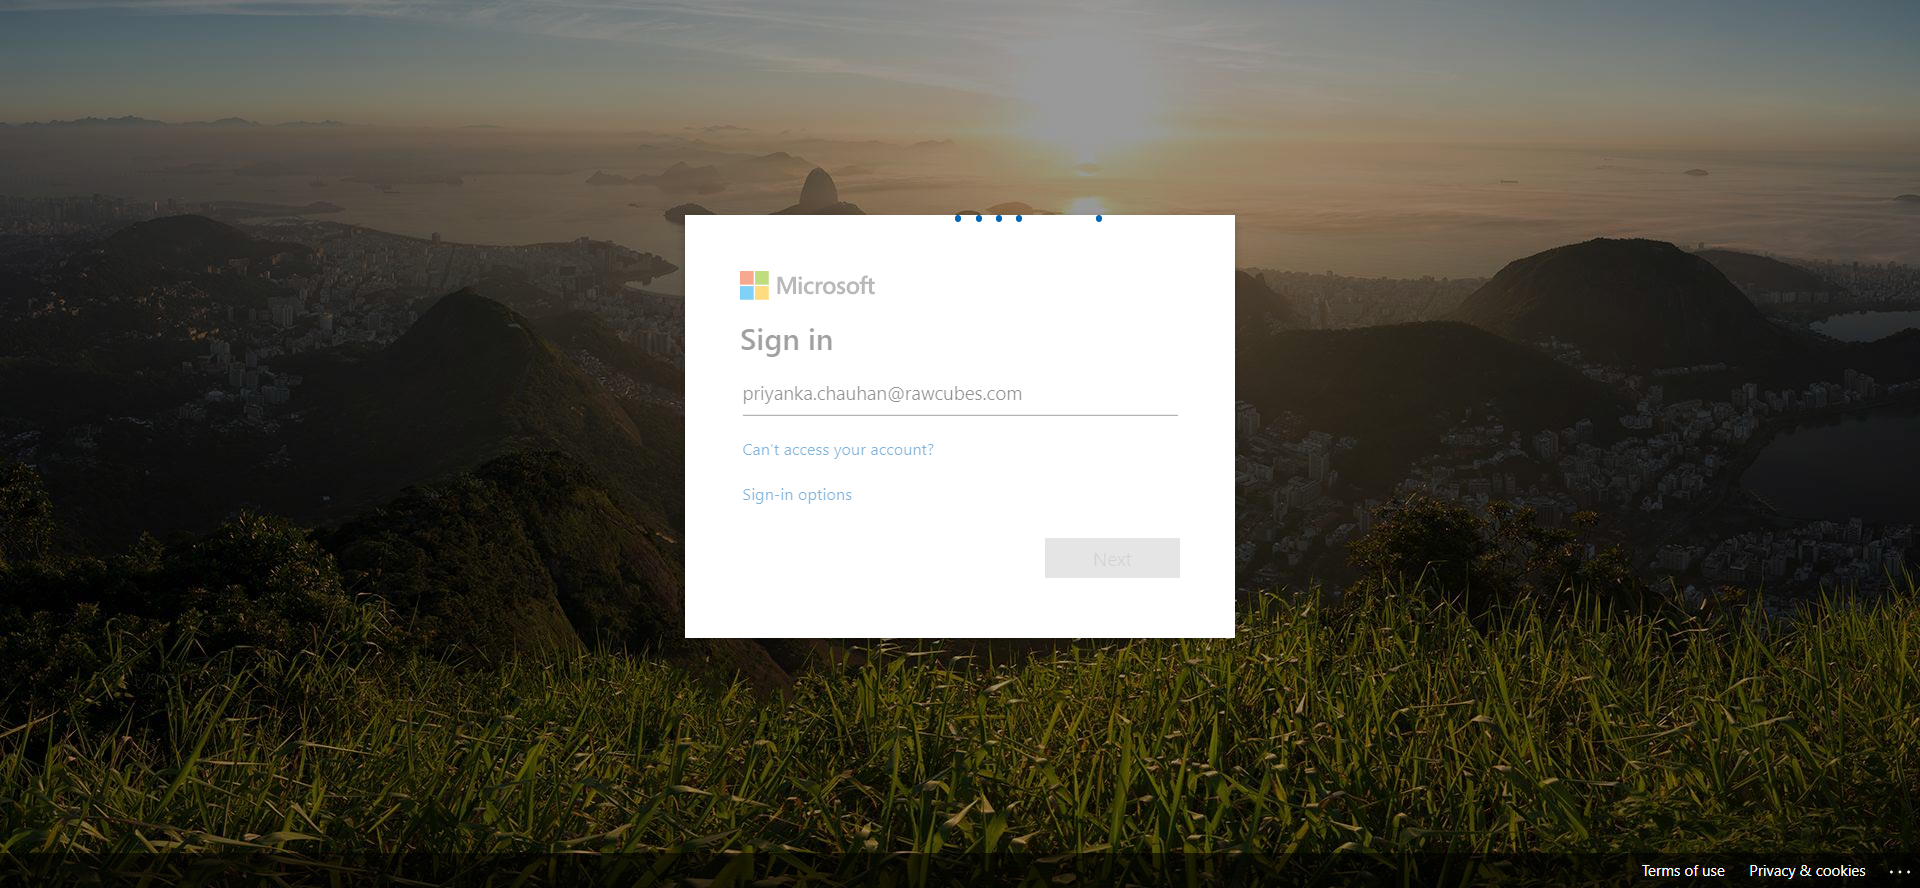 Microsoft
Sign in
priyanka.chauhan@rawcubes.com
Can't access your account?
Sign-in options
Next
Terms of use Privacy & cookies ...